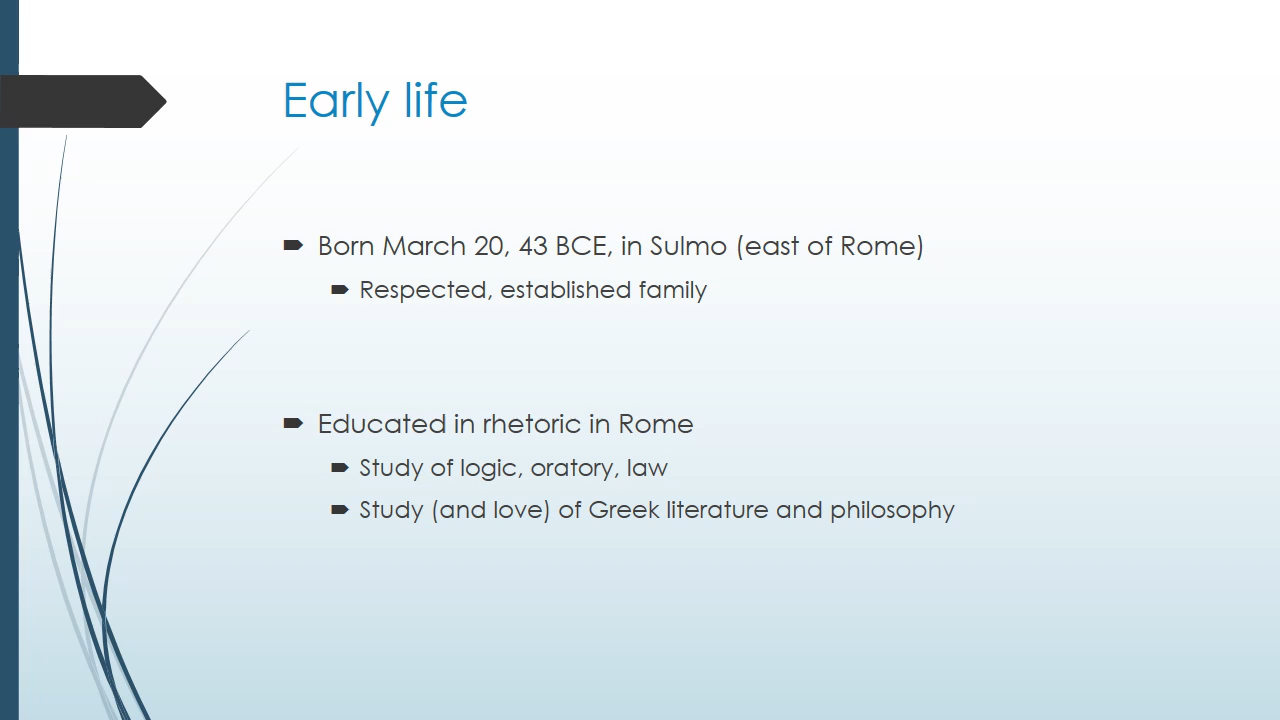 Early life
Born March 20, 43 BCE, in Sulmo (east of Rome)
Respected, established family
Educated in rhetoric in Rome
Study of logic, oratory, law
Study (and love) of Greek literature and philosophy